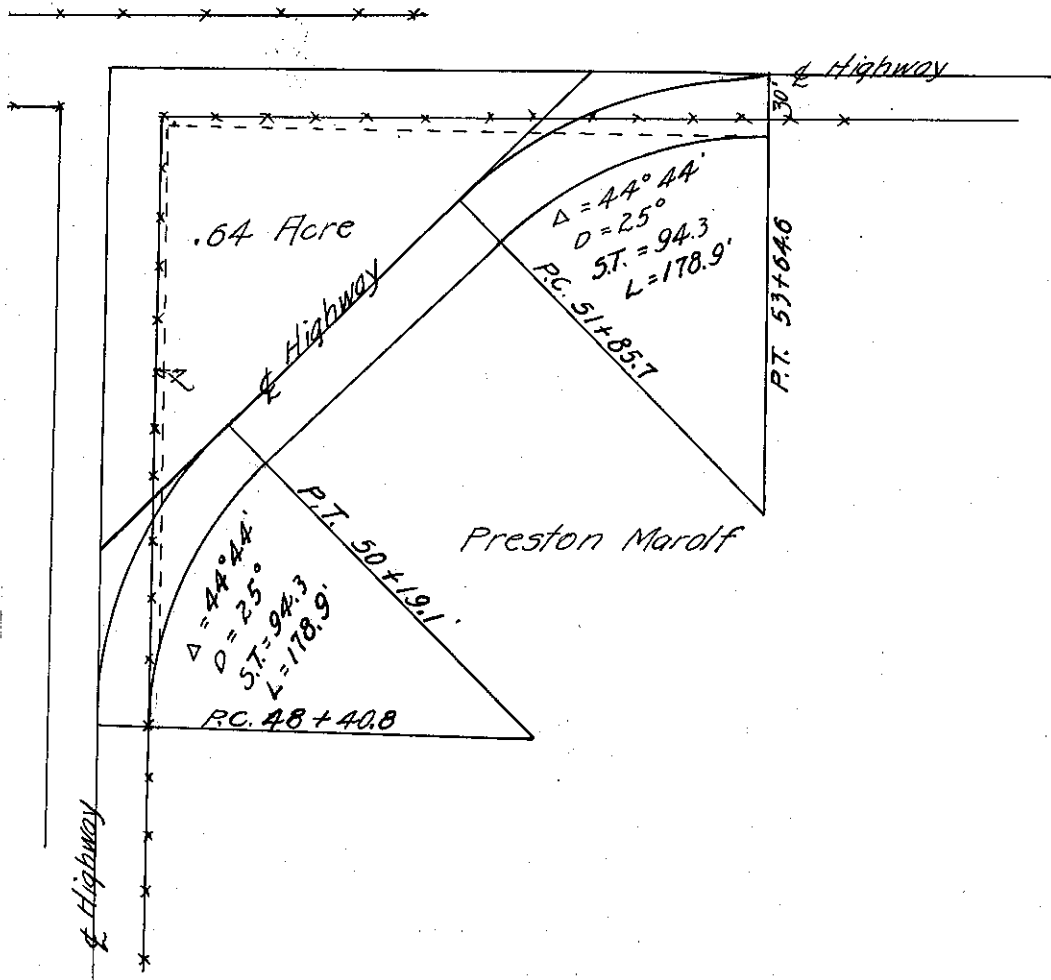 ℄ Highway
30'
.64 Acre
Δ = 44° 44'
D = 25°
S.T. = 94.3
L = 178.9'
P.C. 51+85.7
P.T. 53+64.6
℄ Highway
Preston Marolf
P.T. 50+19.1'
Δ = 44° 44'
D = 25°
S.T. = 94.3
L = 178.9'
P.C. 48 + 40.8
℄ Highway